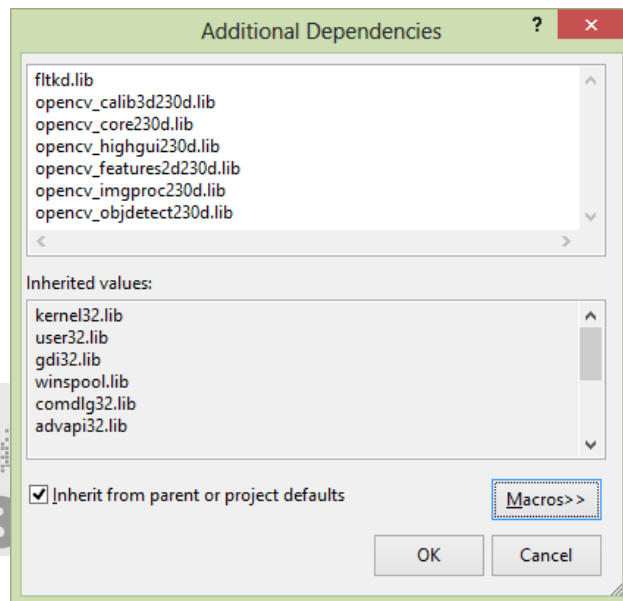 Additional Dependencies
?
fltkd.lib
opencv_calib3d230d.lib
opencv_core230d.lib
opencv_highgui230d.lib
opencv_features2d230d.lib
opencv_imgproc230d.lib
opencv_objdetect230d.lib
Inherited values:
kernel32.lib
user32.lib
gdi32.lib
winspool.lib
comdlg32.lib
advapi32.lib
Inherit from parent or project defaults
Macros>>
OK
Cancel